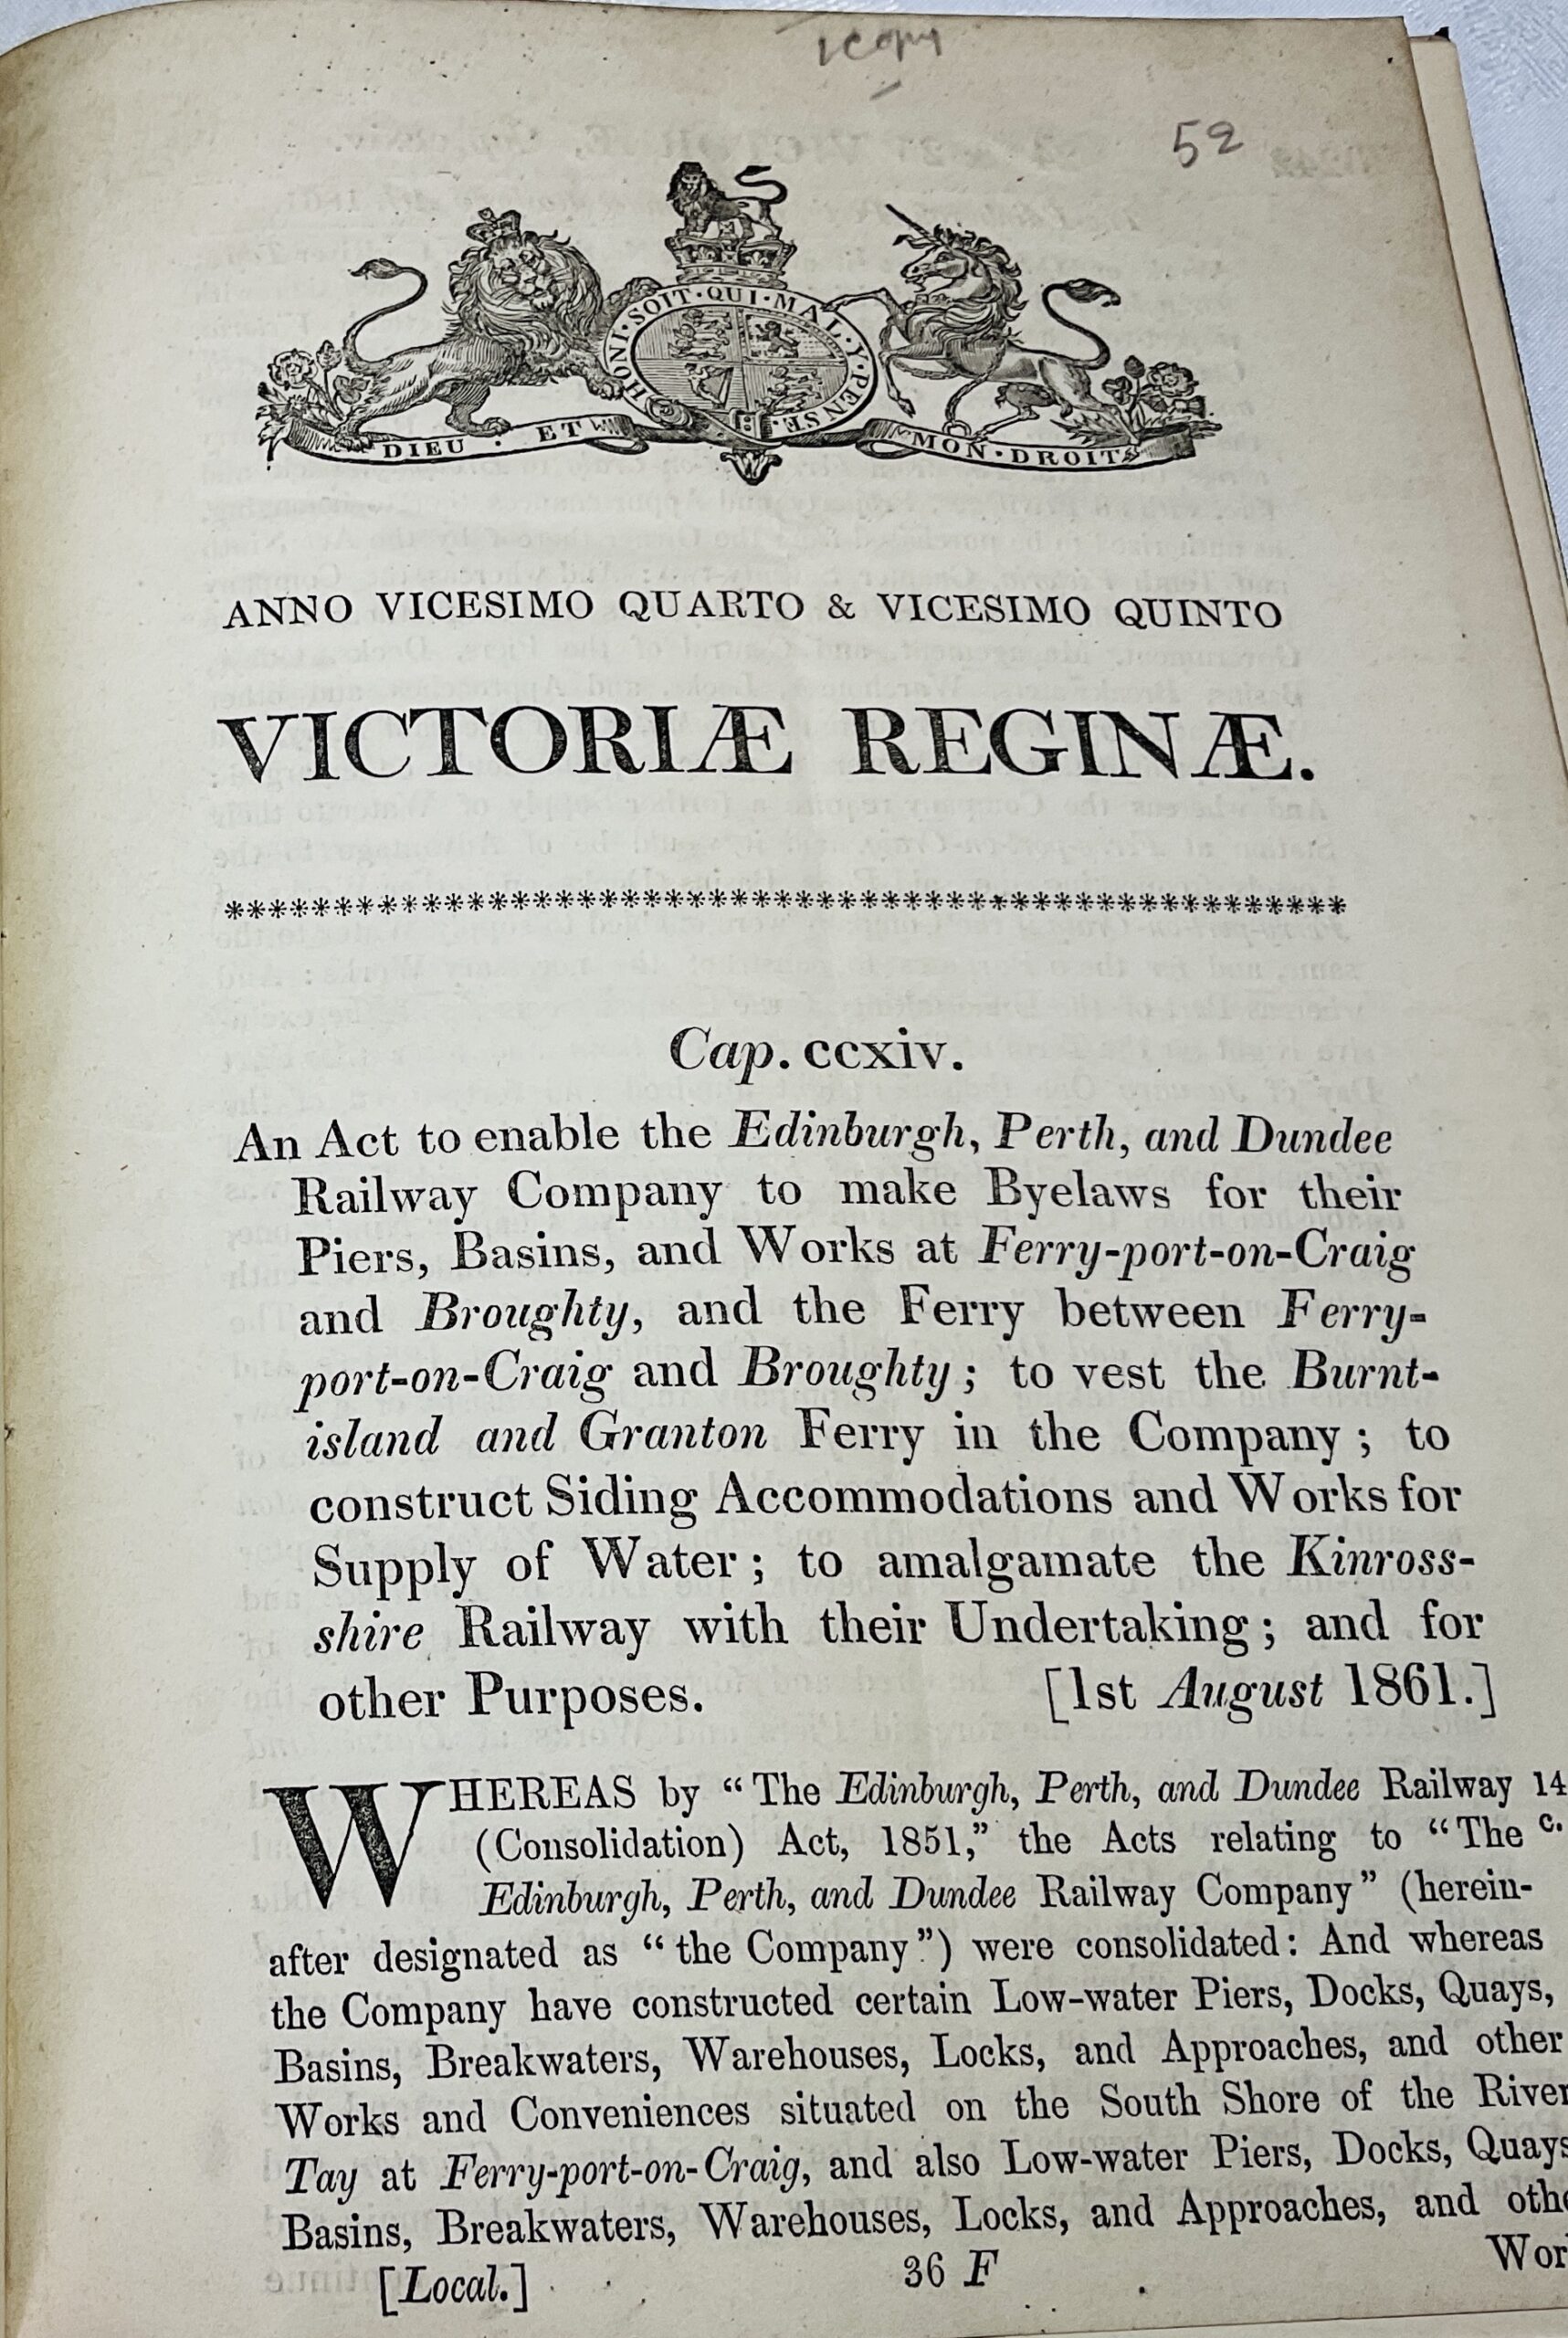 1 copy
52
HONI · SOIT · QUI · MAL · Y · PENSE
DIEU · ET MON · DROIT
ANNO VICESIMO QUARTO & VICESIMO QUINTO
VICTORIÆ REGINÆ.
***************************************************
Cap. ccxiv.
An Act to enable the Edinburgh, Perth, and Dundee
Railway Company to make Byelaws for their
Piers, Basins, and Works at Ferry-port-on-Craig
and Broughty, and the Ferry between Ferry-
port-on-Craig and Broughty; to vest the Burnt-
island and Granton Ferry in the Company; to
construct Siding Accommodations and Works for
Supply of Water; to amalgamate the Kinross-
shire Railway with their Undertaking; and for
other Purposes. [1st August 1861.]
WHEREAS by “The Edinburgh, Perth, and Dundee Railway 14
(Consolidation) Act, 1851,” the Acts relating to “The c.
Edinburgh, Perth, and Dundee Railway Company” (herein-
after designated as “the Company”) were consolidated: And whereas
the Company have constructed certain Low-water Piers, Docks, Quays,
Basins, Breakwaters, Warehouses, Locks, and Approaches, and other
Works and Conveniences situated on the South Shore of the River
Tay at Ferry-port-on-Craig, and also Low-water Piers, Docks, Quays
Basins, Breakwaters, Warehouses, Locks, and Approaches, and othe
Wor
[Local.] 36 F